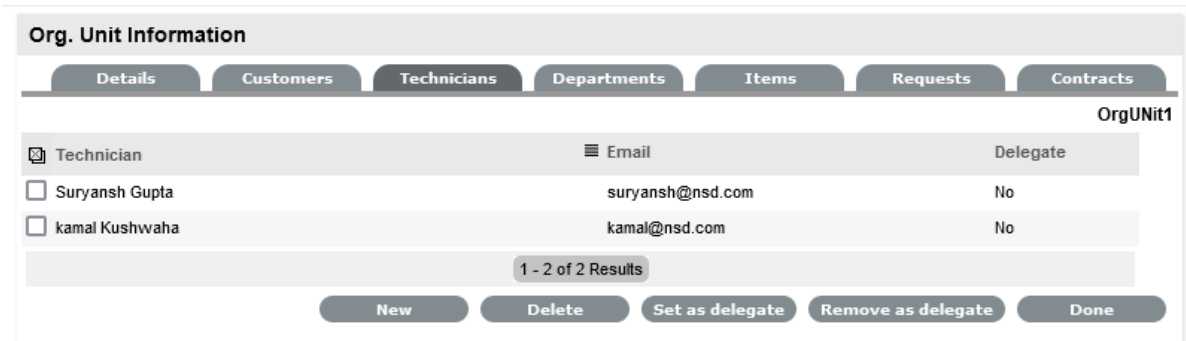 Org. Unit Information
Details Customers Technicians Departments Items Requests Contracts
OrgUNit1
Technician Email Delegate
Suryansh Gupta suryansh@nsd.com No
kamal Kushwaha kamal@nsd.com No
1 - 2 of 2 Results
New Delete Set as delegate Remove as delegate Done